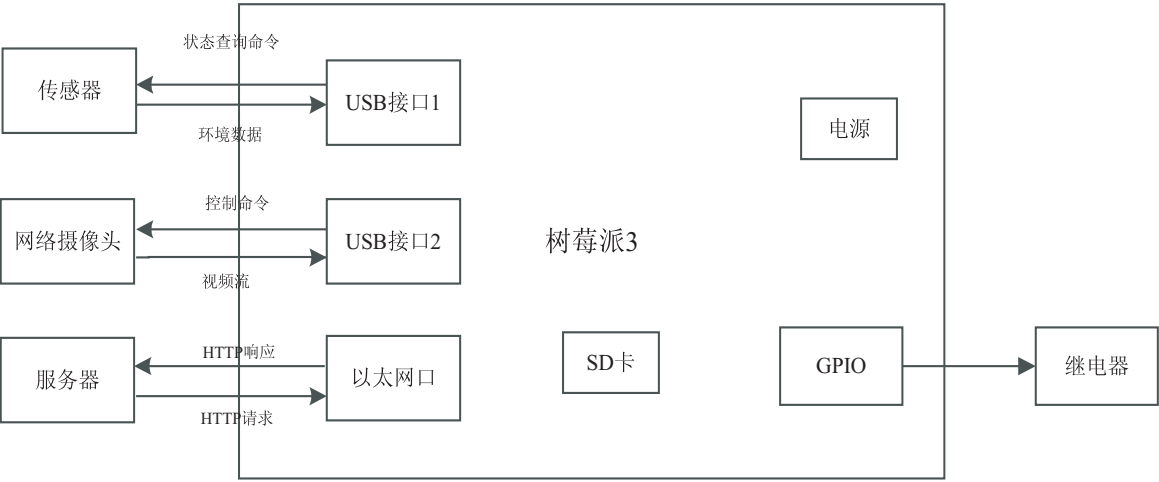 状态查询命令
传感器
USB接口1
环境数据
电源
控制命令
网络摄像头
USB接口2
树莓派3
视频流
HTTP响应
服务器
以太网口
SD卡
GPIO
继电器
HTTP请求